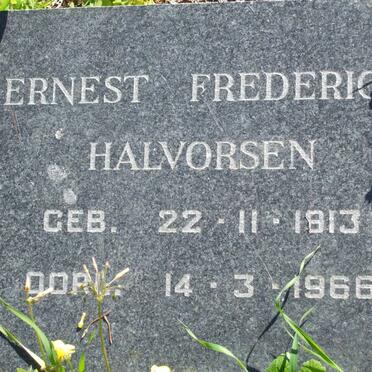 ERNEST FREDERIC
HALVORSEN
GEB. 22·11·1913
14·3·1966